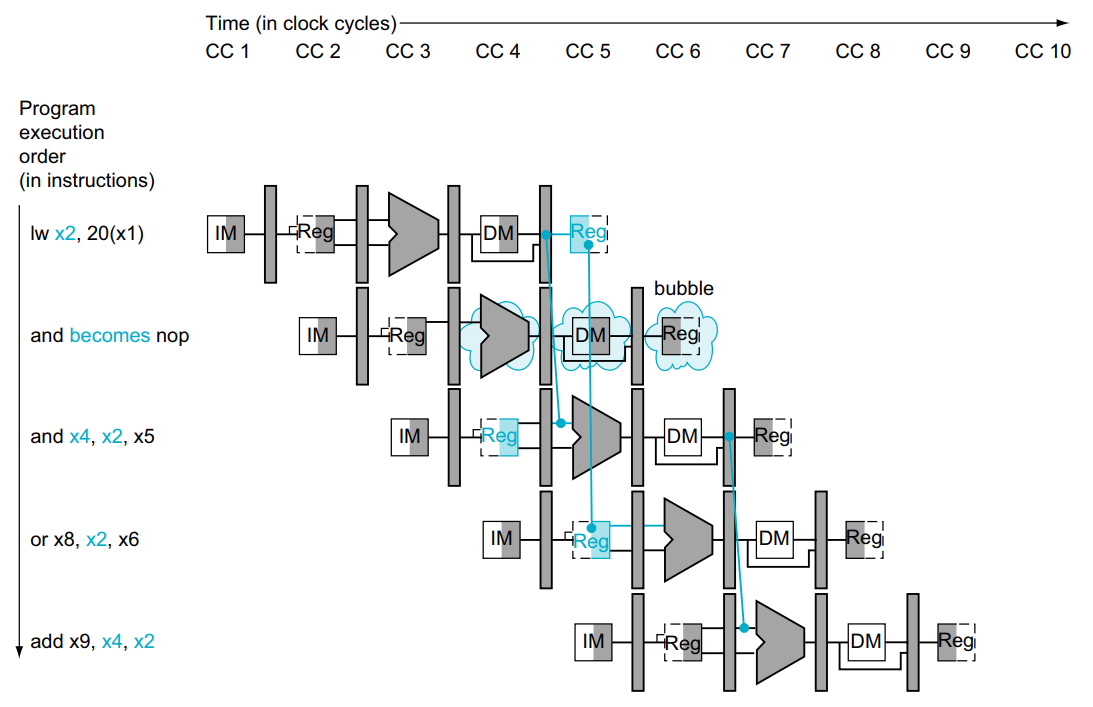 Time (in clock cycles)
CC 1 CC 2 CC 3 CC 4 CC 5 CC 6 CC 7 CC 8 CC 9 CC 10
Program
execution
order
(in instructions)
lw x2, 20(x1) IM Reg DM Reg
bubble
and becomes nop IM Reg DM Reg
and x4, x2, x5 IM Reg DM Reg
or x8, x2, x6 IM Reg DM Reg
add x9, x4, x2 IM Reg DM Reg